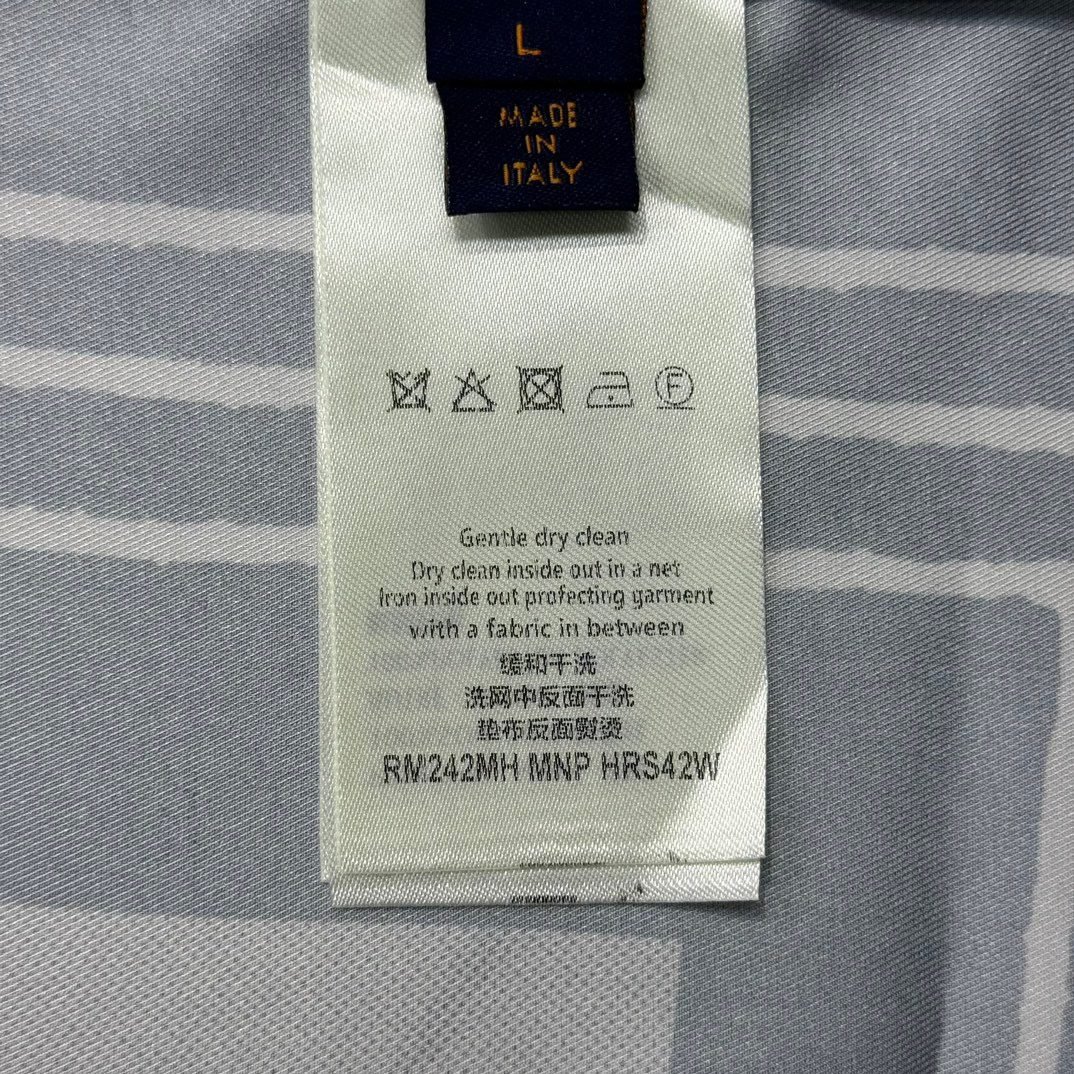 L
MADE
IN
ITALY
F
Gentle dry clean
Dry clean inside out in a net
Iron inside out profecting garment
with a fabric in between
缓和干洗
洗网中反面干洗
垫布反面熨烫
RM242MH MNP HRS42W